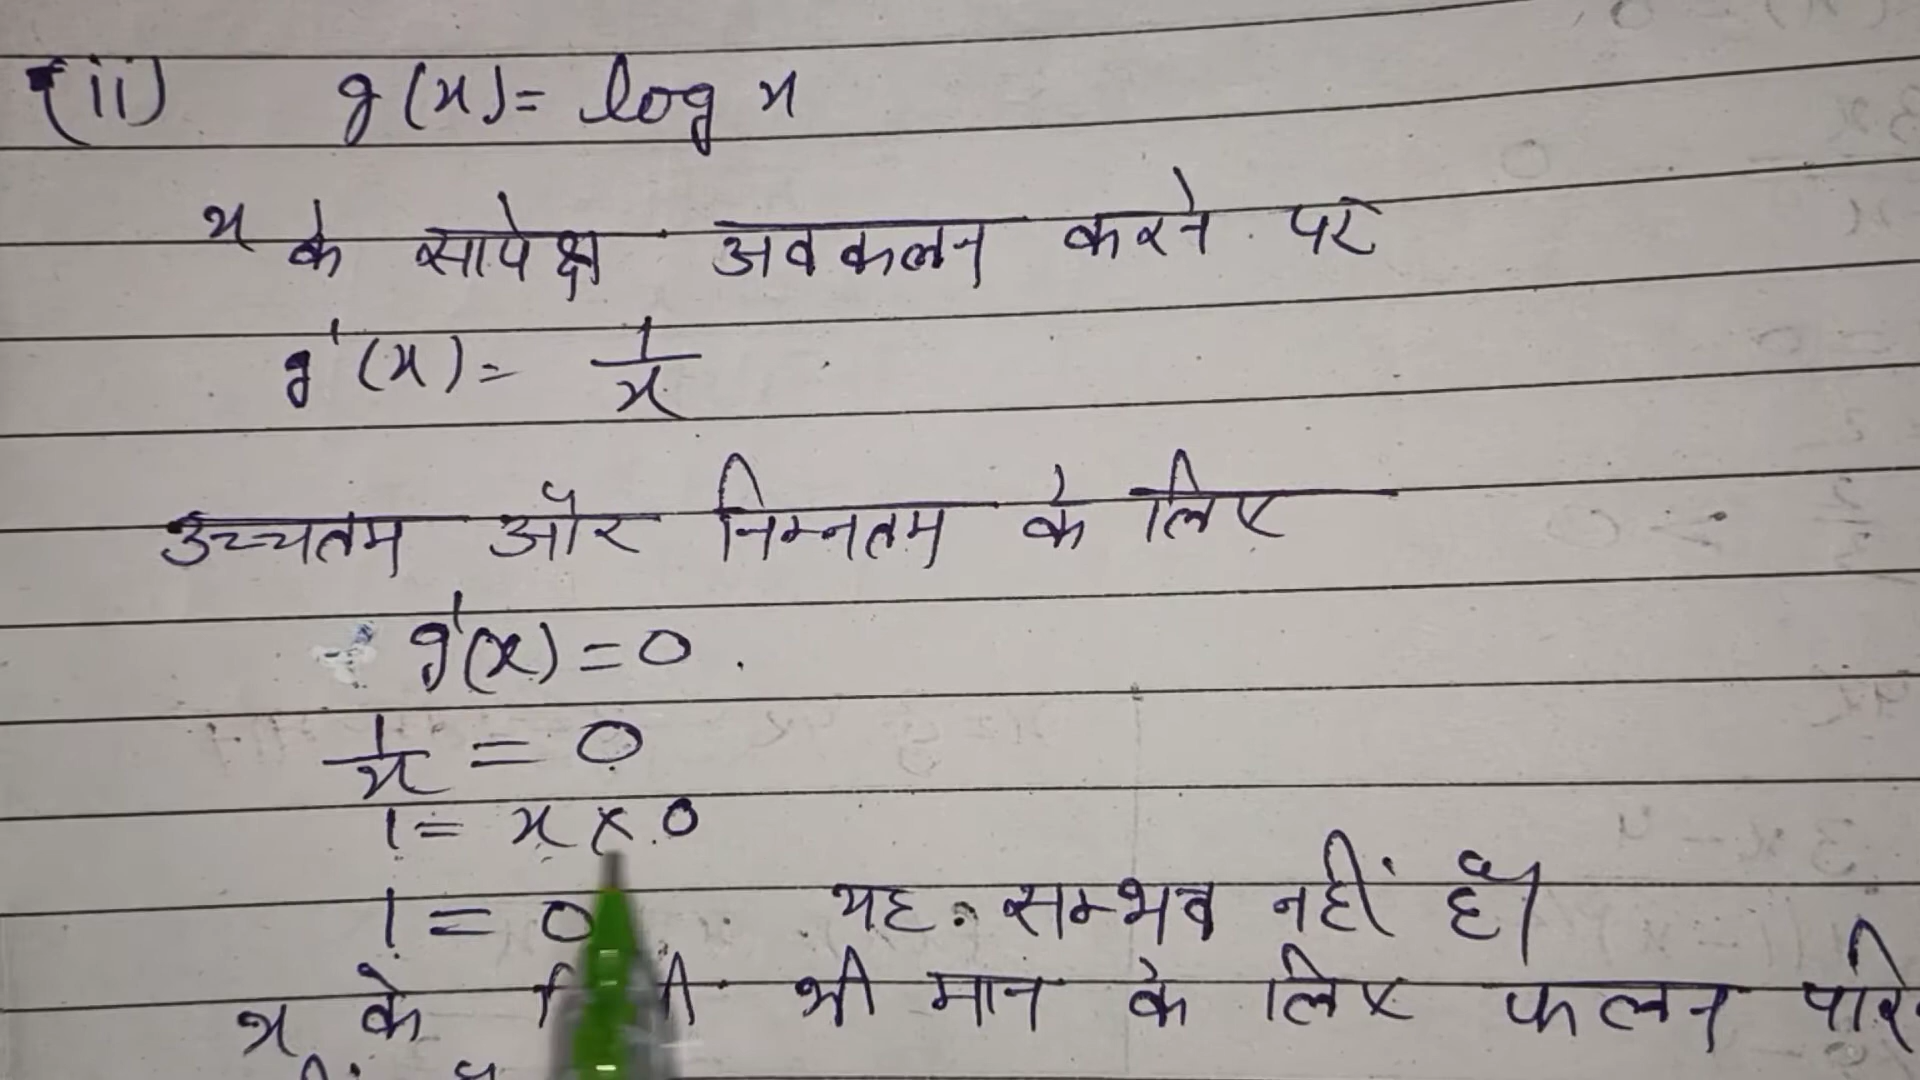 (ii) g(x) = log x
x के सापेक्ष अवकलन करने पर
g'(x) = 1/x
उच्चतम और निम्नतम के लिए
g'(x) = 0
1/x = 0
1 = x × 0
1 = 0 यह सम्भव नहीं है।
x के भी मान के लिए फलन